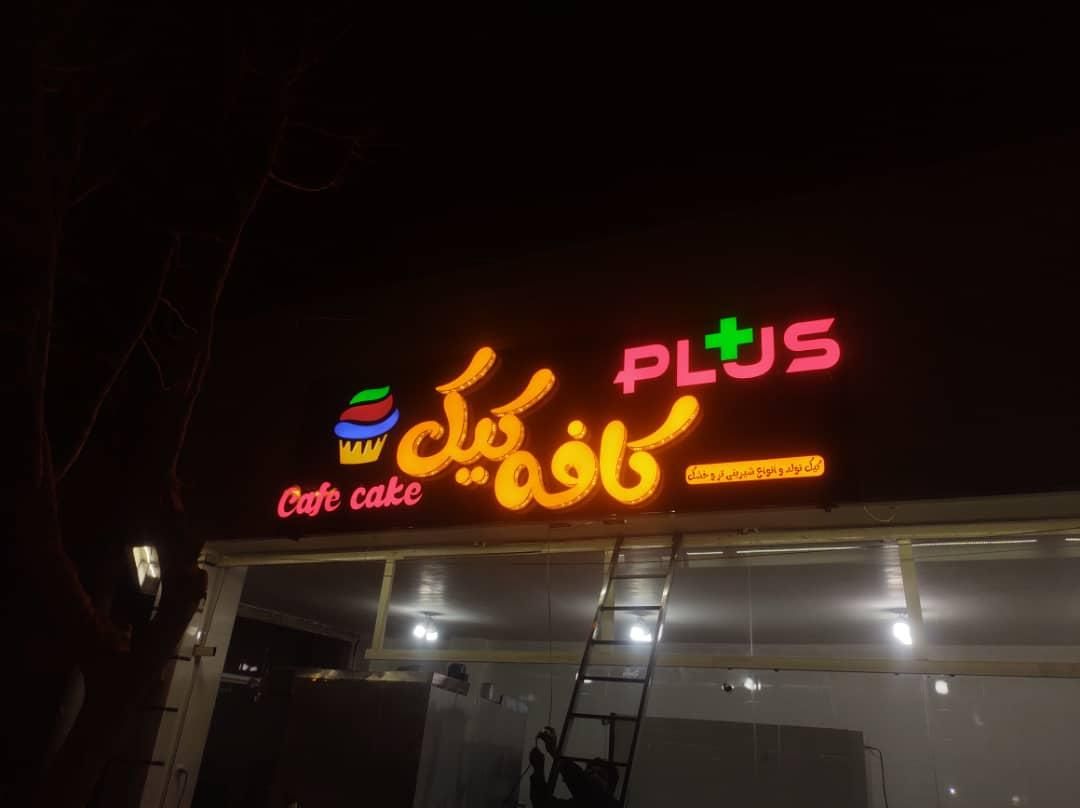 PLUS
کافه کیک
Cafe cake
کیک تولد و انواع شیرینی تر و خشک